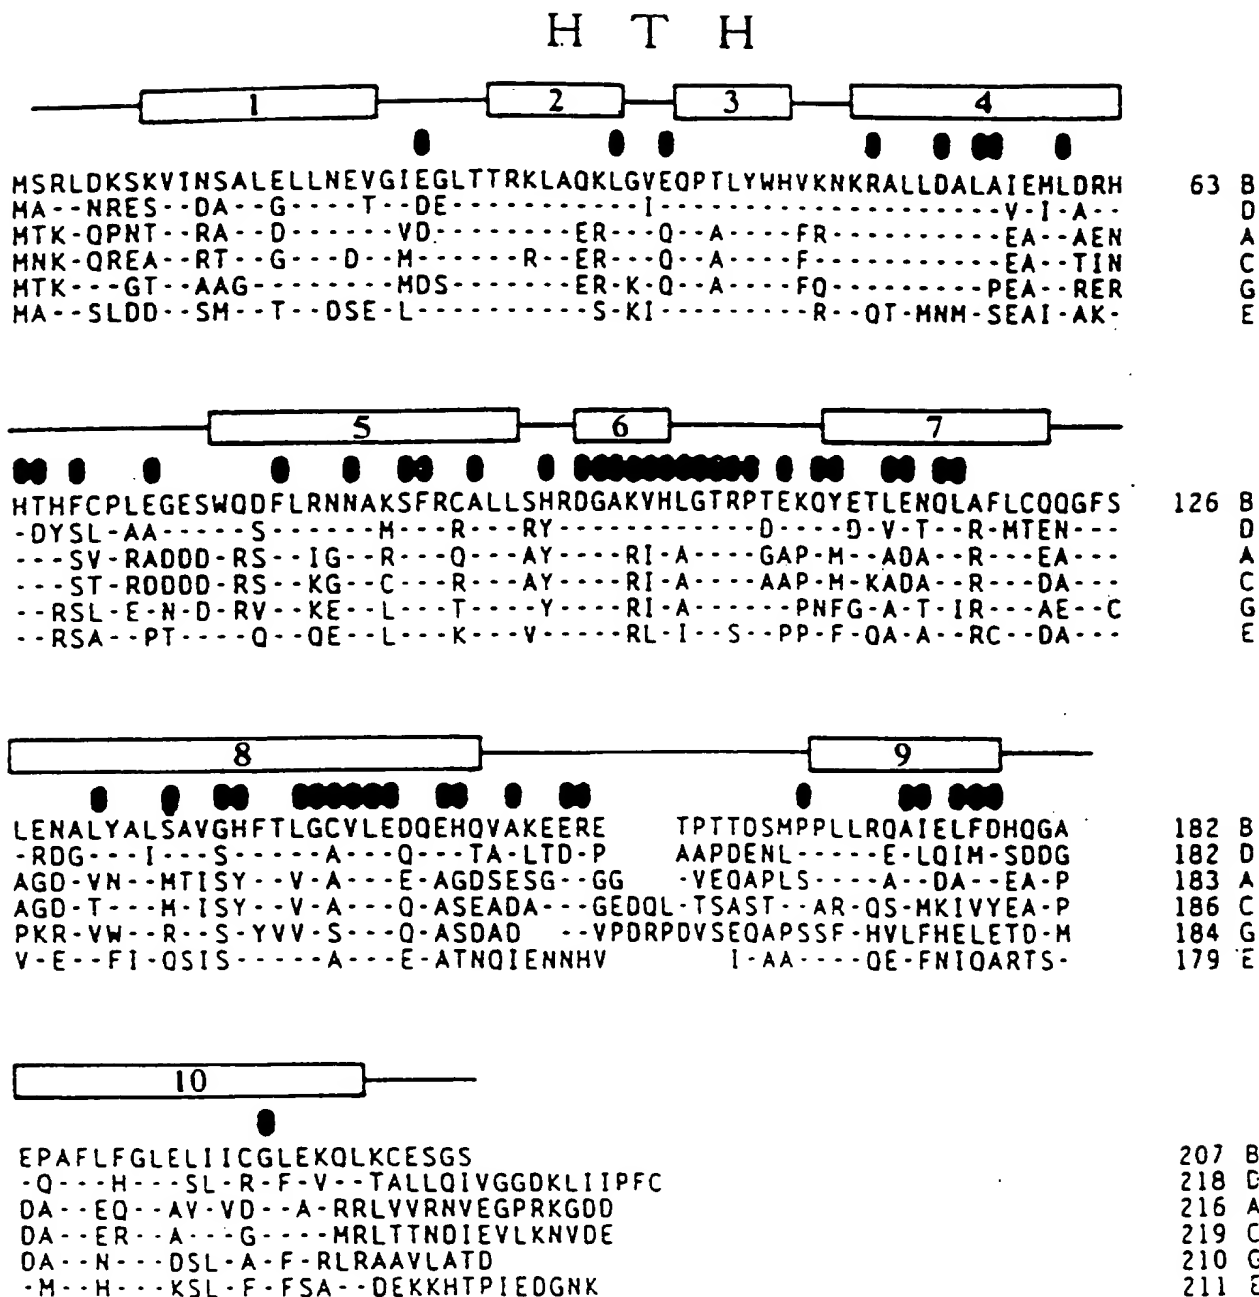 H T H
1 2 3 4
MSRLDKSKVINSALELLNEVGIEGLTTRKLAQKLGVEQPTLYWHVKNKRALLDALAIEMLDRH 63 B
MA--NRES--DA--G----T--DE------------I--------------------V-I-A-- D
MTK-QPNT--RA--D------VD--------ER---Q--A----FR----------EA--AEN A
MNK-QREA--RT--G---D--M------R--ER---Q--A----F-----------EA--TIN C
MTK---GT--AAG--------MDS-------ER-K-Q--A----FQ---------PEA--RER G
MA--SLDD--SM--T--DSE-L----------S-KI---------R--QT-MNM-SEAI-AK- E
5 6 7
HTHFCPLEGESWQDFLRNNAKSFRCALLSHRDGAKVHLGTRPTEKQYETLENQLAFLCQQGFS 126 B
-DYSL-AA------S------M---R---RY-----------D----D-V-T--R-MTEN--- D
---SV-RADDD-RS--IG--R---Q---AY-----RI-A----GAP-M--ADA--R---EA--- A
---ST-RDDDD-RS--KG--C---R---AY-----RI-A----AAP-M-KADA--R---DA--- C
--RSL-E-N-D-RV--KE--L---T----Y-----RI-A------PNFG-A-T-IR---AE--C G
--RSA--PT----Q--QE--L---K---V-----RL-I--S--PP-F-QA-A--RC--DA--- E
8 9
LENALYALSAVGHFTLGCVLEDQEHQVAKEERE TPTTDSMPPLLRQAIELFDHQGA 182 B
-RDG---I---S-----A---Q---TA-LTD-P AAPDENL-----E-LQIM-SDDG 182 D
AGD-VN--MTISY--V-A---E-AGDSESG--GG -VEQAPLS----A--DA--EA-P 183 A
AGD-T---M-ISY--V-A---Q-ASEADA---GEDQL-TSAST--AR-QS-MKIVYEA-P 186 C
PKR-VW--R--S-YVV-S---Q-ASDAD --VPDRPDVSEQAPSSF-HVLFHELETD-M 184 G
V-E--FI-QSIS-----A---E-ATNQIENNHV I-AA----QE-FNIQARTS- 179 E
10
EPAFLFGLELIICGLEKQLKCESGS 207 B
-Q---H---SL-R-F-V--TALLQIVGGDKLIIPFC 218 D
DA--EQ--AV-VD--A-RRLVVRNVEGPRKGDD 216 A
DA--ER--A---G----MRLTTNDIEVLKNVDE 219 C
DA--N---DSL-A-F-RLRAAVLATD 210 G
-M--H---KSL-F-FSA--DEKKHTPIEDGNK 211 E